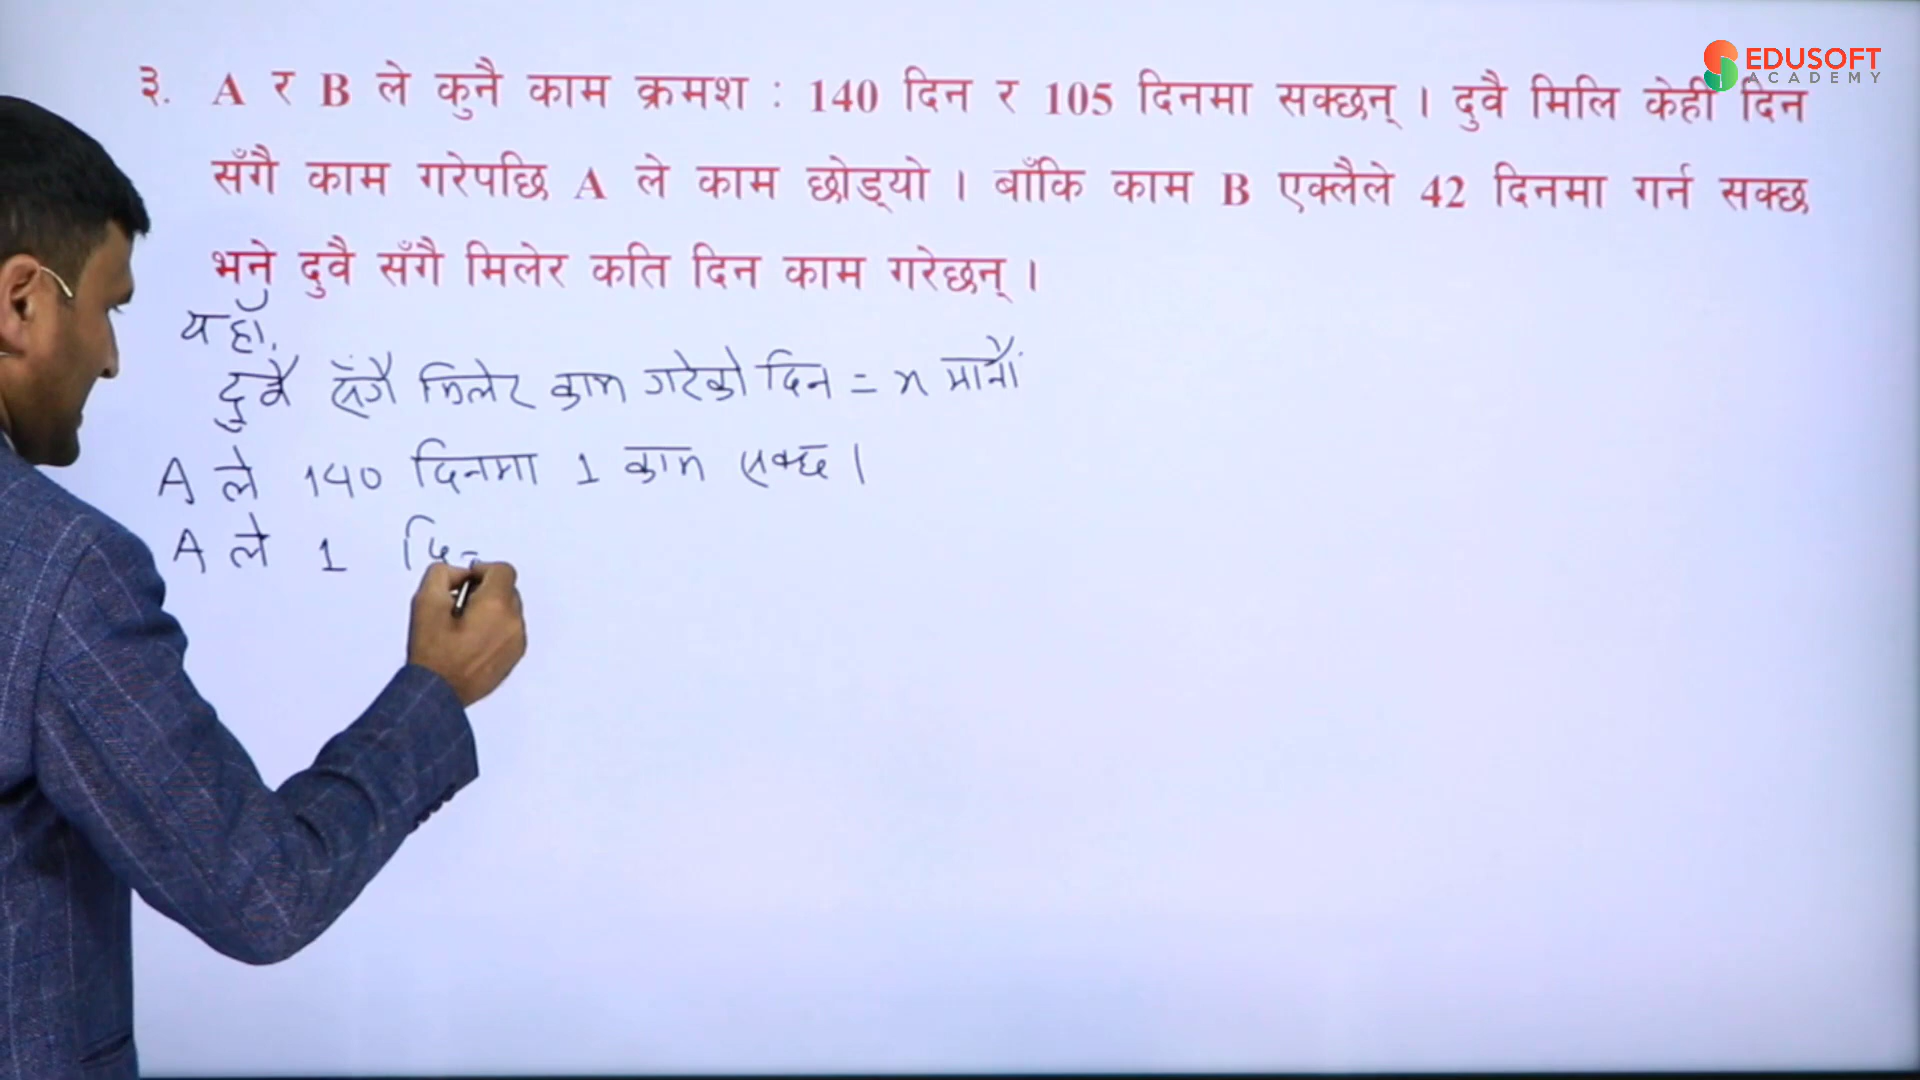 EDUSOFT
ACADEMY
३. A र B ले कुनै काम क्रमश : 140 दिन र 105 दिनमा सक्छन् । दुवै मिलि केही दिन
सँगै काम गरेपछि A ले काम छोड्यो । बाँकि काम B एक्लैले 42 दिनमा गर्न सक्छ
भने दुवै सँगै मिलेर कति दिन काम गरेछन् ।
यहाँ,
दुवै सँगै मिलेर काम गरेको दिन = x मानौं
A ले 140 दिनमा 1 काम सक्छ ।
A ले 1 दिन